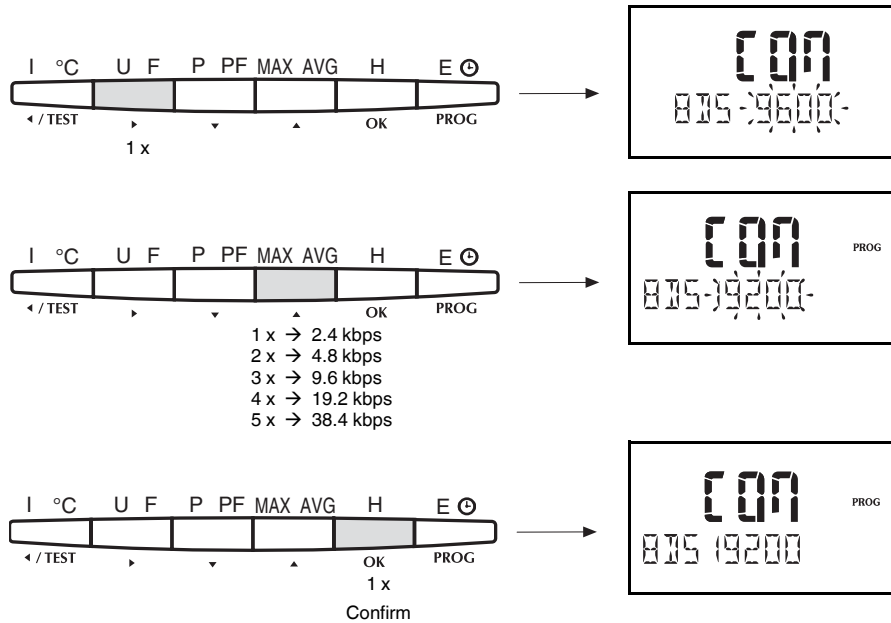 I °C U F P PF MAX AVG H E
/ TEST OK PROG
1 x
COM
BDS 9600
I °C U F P PF MAX AVG H E
/ TEST OK PROG
1 x → 2.4 kbps
2 x → 4.8 kbps
3 x → 9.6 kbps
4 x → 19.2 kbps
5 x → 38.4 kbps
COM
PROG
BDS 19200
I °C U F P PF MAX AVG H E
/ TEST OK PROG
1 x
Confirm
COM
PROG
BDS 19200